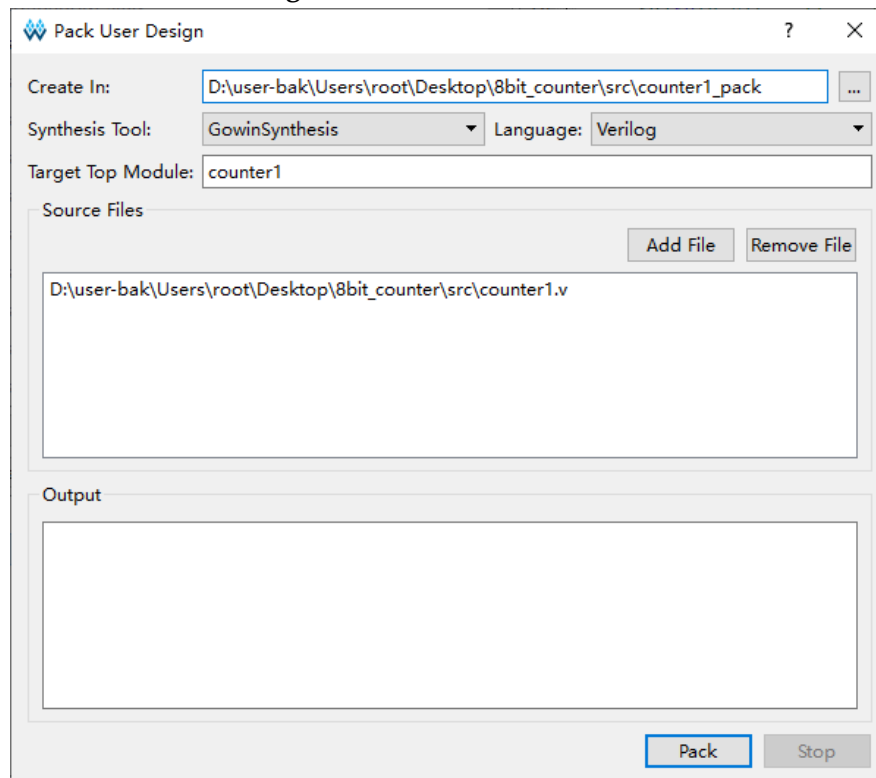 Pack User Design ?
Create In: D:\user-bak\Users\root\Desktop\8bit_counter\src\counter1_pack ...
Synthesis Tool: GowinSynthesis Language: Verilog
Target Top Module: counter1
Source Files
Add File Remove File
D:\user-bak\Users\root\Desktop\8bit_counter\src\counter1.v
Output
Pack Stop